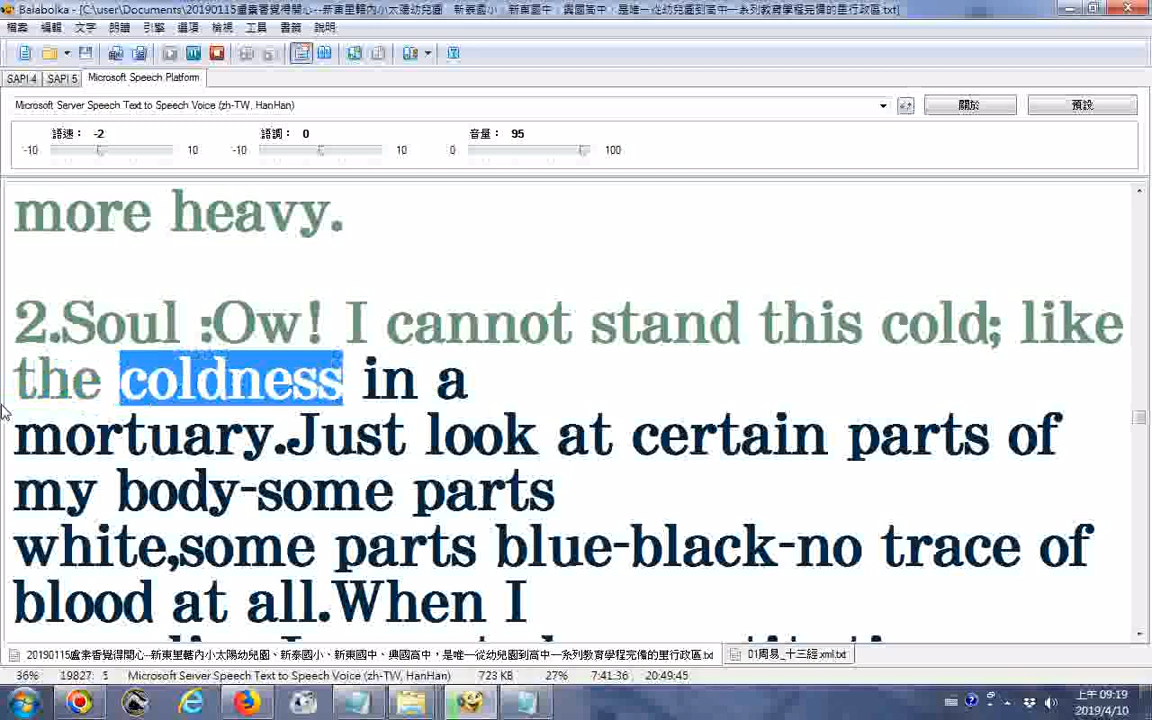 Balabolka - [C:\user\Documents\20190115盧彙香覺得開心--新東里轄內小太陽幼兒園 新泰國小、新東國中、興國高中，是唯一從幼兒園到高中一系列教育學程完備的里行政區.txt]
檔案 編輯 文字 朗讀 引擎 選項 檢視 工具 書籤 說明
SAPI 4 SAPI 5 Microsoft Speech Platform
Microsoft Server Speech Text to Speech Voice (zh-TW, HanHan) 關於 預設
語速： -2 語調： 0 音量： 95
-10 10 -10 10 0 100
more heavy.
2.Soul :Ow! I cannot stand this cold; like
the coldness in a
mortuary.Just look at certain parts of
my body-some parts
white,some parts blue-black-no trace of
blood at all.When I
20190115盧彙香覺得開心--新東里轄內小太陽幼兒園、新泰國小、新東國中、興國高中，是唯一從幼兒園到高中一系列教育學程完備的里行政區.txt 01周易_十三經.xml.txt
36% 19827: 5 Microsoft Server Speech Text to Speech Voice (zh-TW, HanHan) 723 KB 27% 7:41:36 20:49:45
上午 09:19
2019/4/10